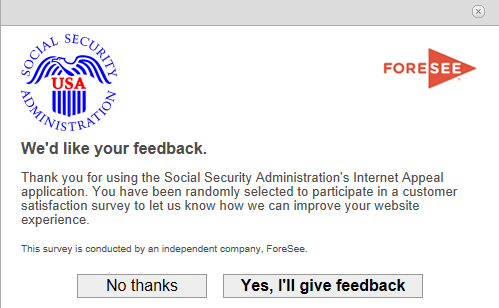 SOCIAL SECURITY
USA
ADMINISTRATION
FORESEE
We'd like your feedback.
Thank you for using the Social Security Administration's Internet Appeal
application. You have been randomly selected to participate in a customer
satisfaction survey to let us know how we can improve your website
experience.
This survey is conducted by an independent company, ForeSee.
No thanks
Yes, I'll give feedback